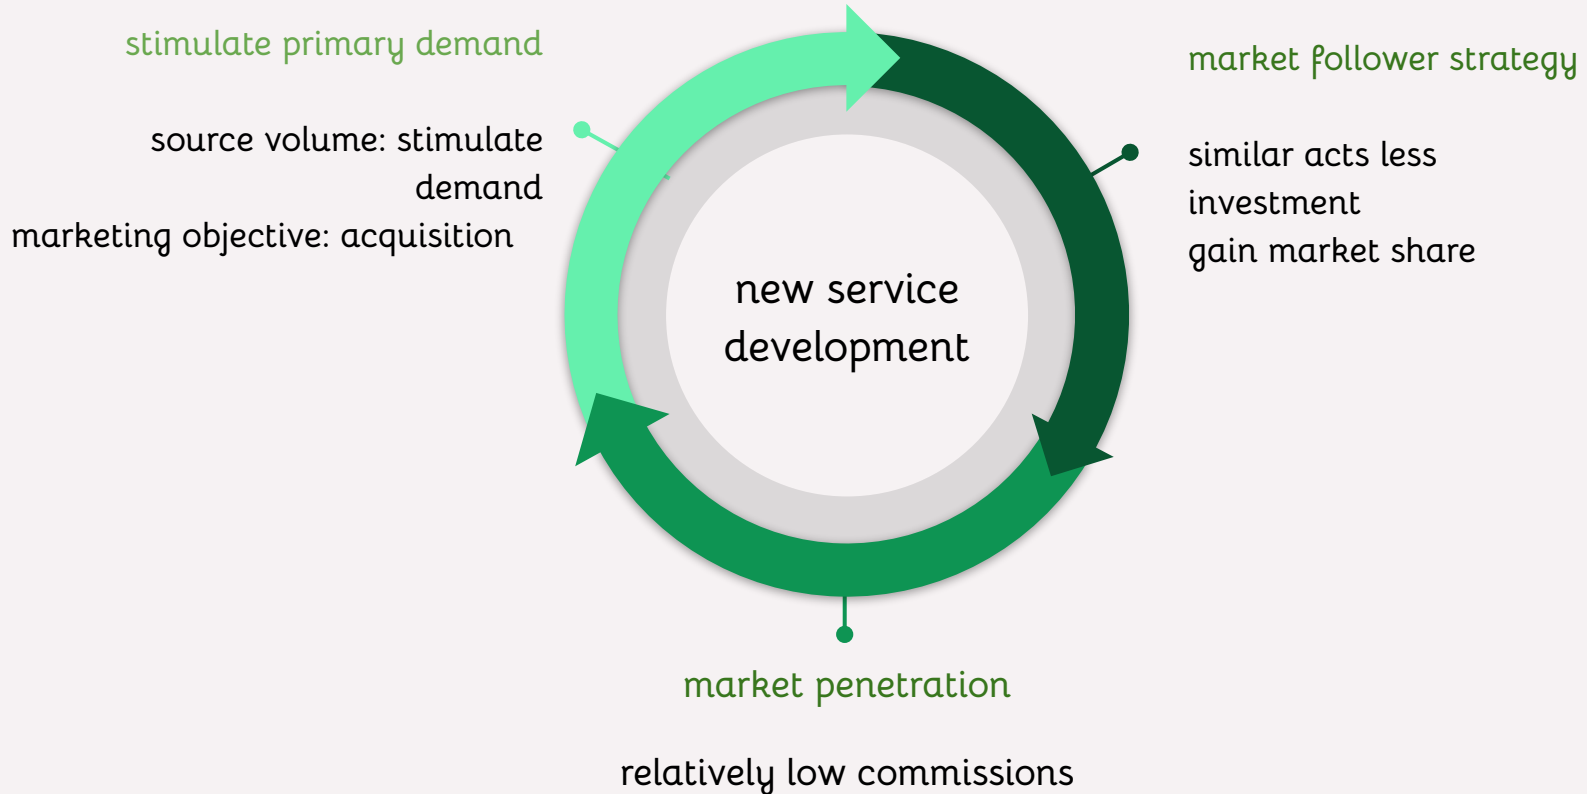 stimulate primary demand
source volume: stimulate
demand
marketing objective: acquisition
market follower strategy
similar acts less
investment
gain market share
new service
development
market penetration
relatively low commissions